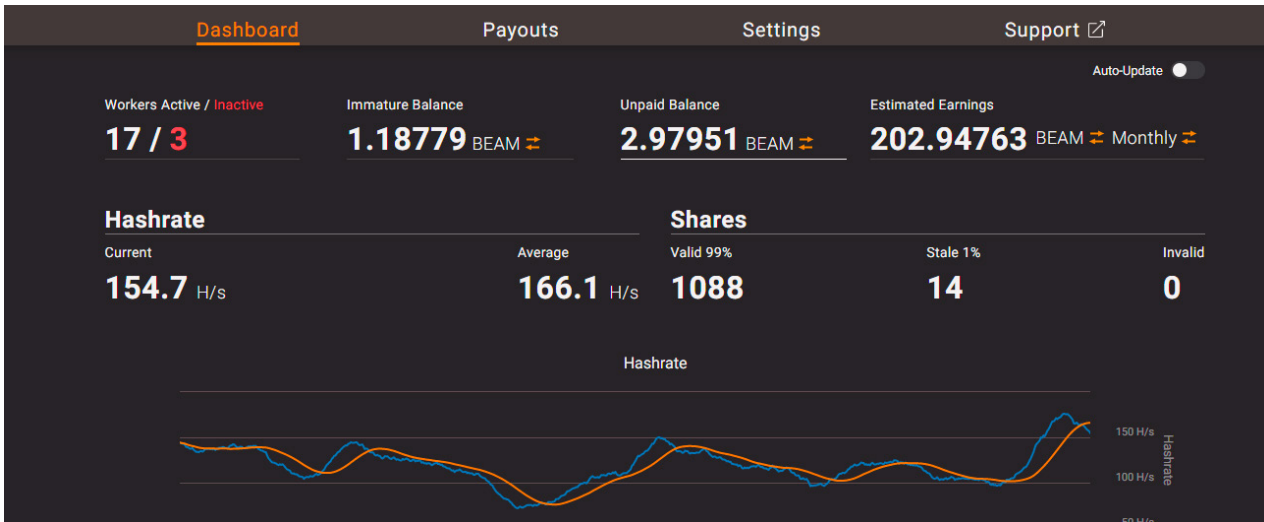 Dashboard Payouts Settings Support
Auto-Update
Workers Active / Inactive Immature Balance Unpaid Balance Estimated Earnings
17 / 3 1.18779 BEAM 2.97951 BEAM 202.94763 BEAM Monthly
Hashrate Shares
Current Average Valid 99% Stale 1% Invalid
154.7 H/s 166.1 H/s 1088 14 0
Hashrate
150 H/s
Hashrate
100 H/s
50 H/s